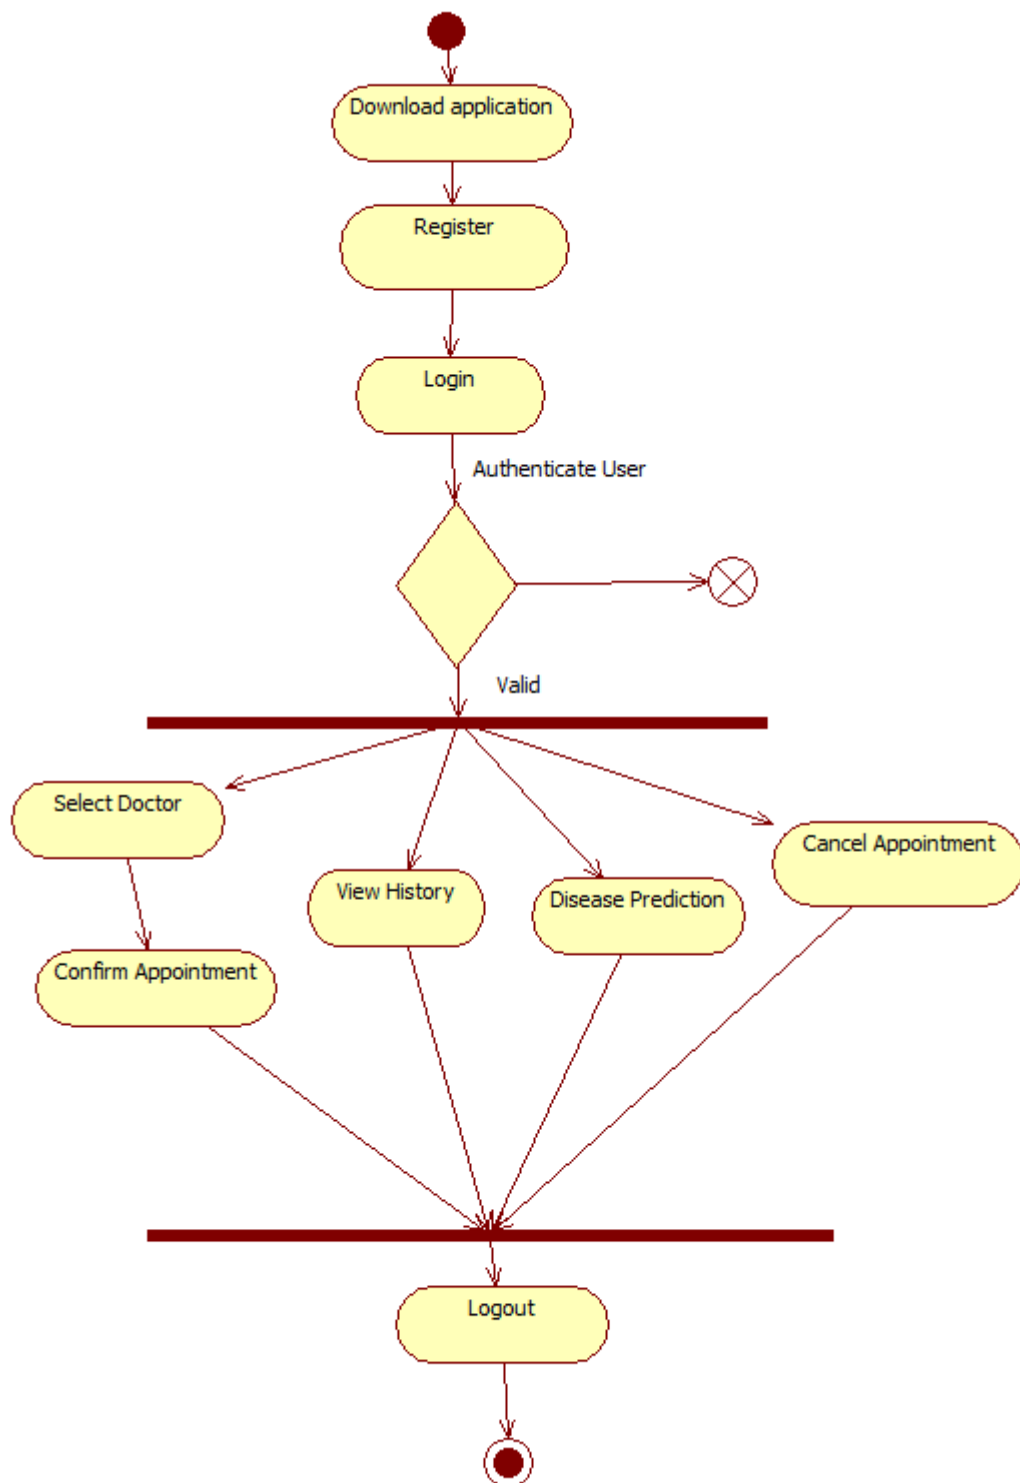 Download application
Register
Login
Authenticate User
Valid
Select Doctor
Cancel Appointment
View History
Disease Prediction
Confirm Appointment
Logout